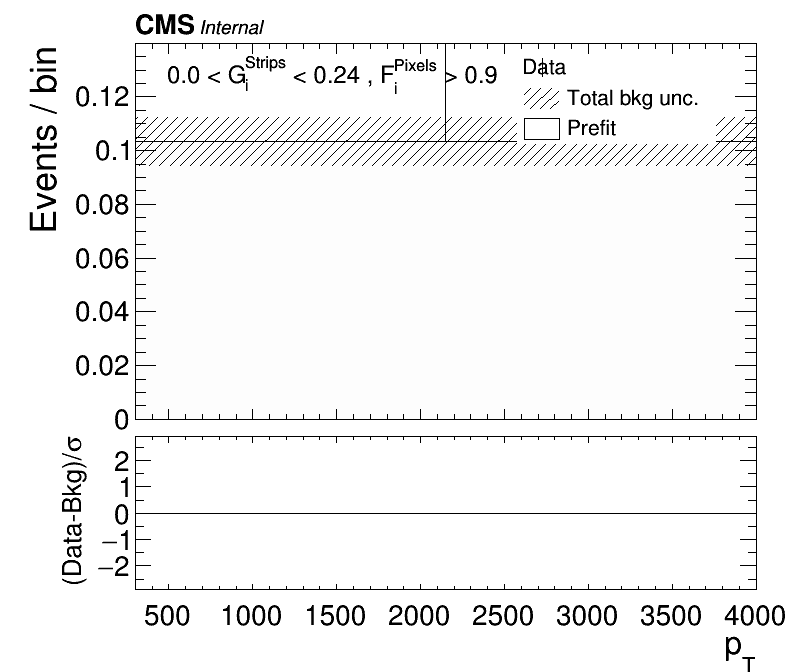 CMS Internal
0.0 < G_i^Strips < 0.24 , F_i^Pixels > 0.9
Data
Total bkg unc.
Prefit
Events / bin
0.12
0.1
0.08
0.06
0.04
0.02
0
(Data-Bkg)/σ
2
1
0
−1
−2
500 1000 1500 2000 2500 3000 3500 4000
p_T